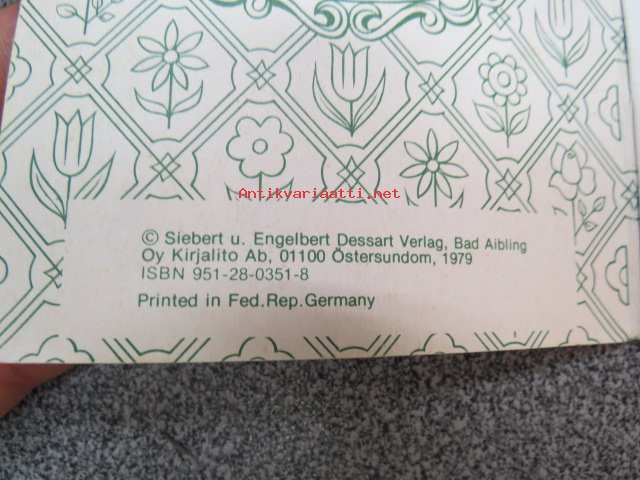 Antikvariaatti.net
© Siebert u. Engelbert Dessart Verlag, Bad Aibling
Oy Kirjalito Ab, 01100 Östersundom, 1979
ISBN 951-28-0351-8
Printed in Fed.Rep.Germany